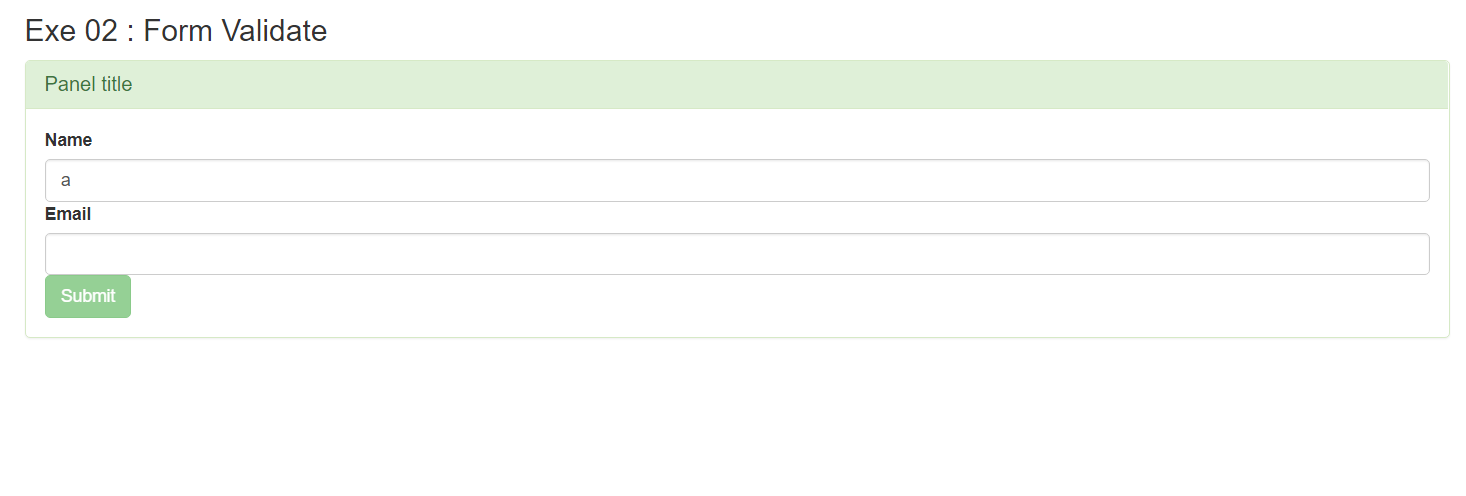 Exe 02 : Form Validate
Panel title
Name
a
Email
Submit